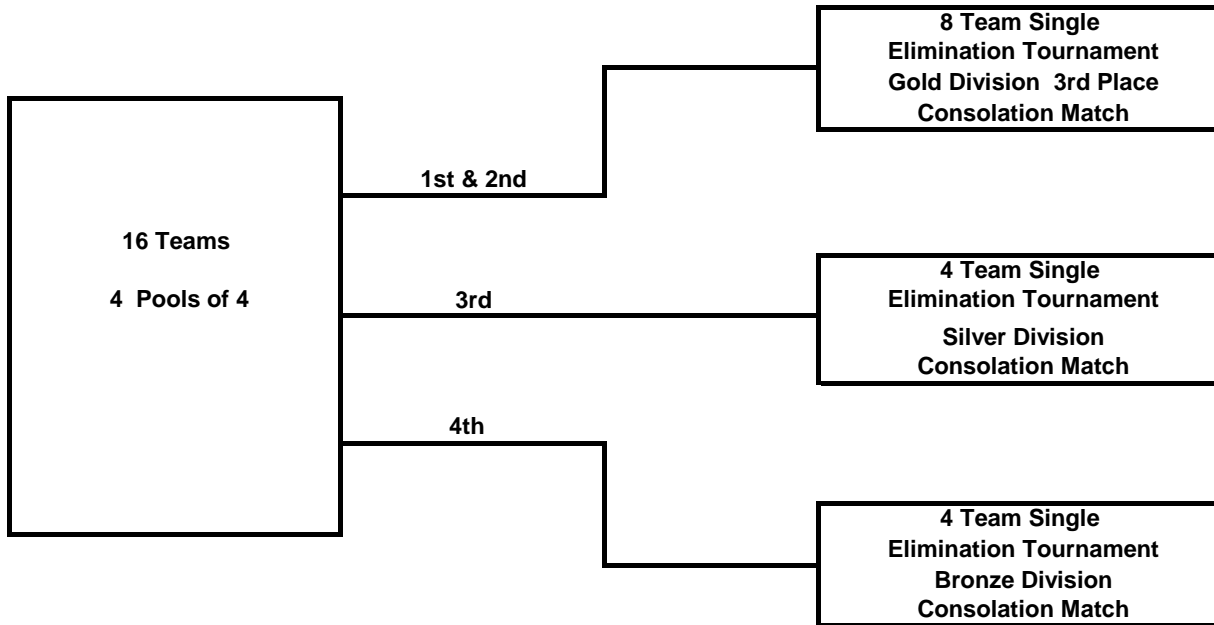 16 Teams
4 Pools of 4
1st & 2nd
3rd
4th
8 Team Single
Elimination Tournament
Gold Division 3rd Place
Consolation Match
4 Team Single
Elimination Tournament
Silver Division
Consolation Match
4 Team Single
Elimination Tournament
Bronze Division
Consolation Match